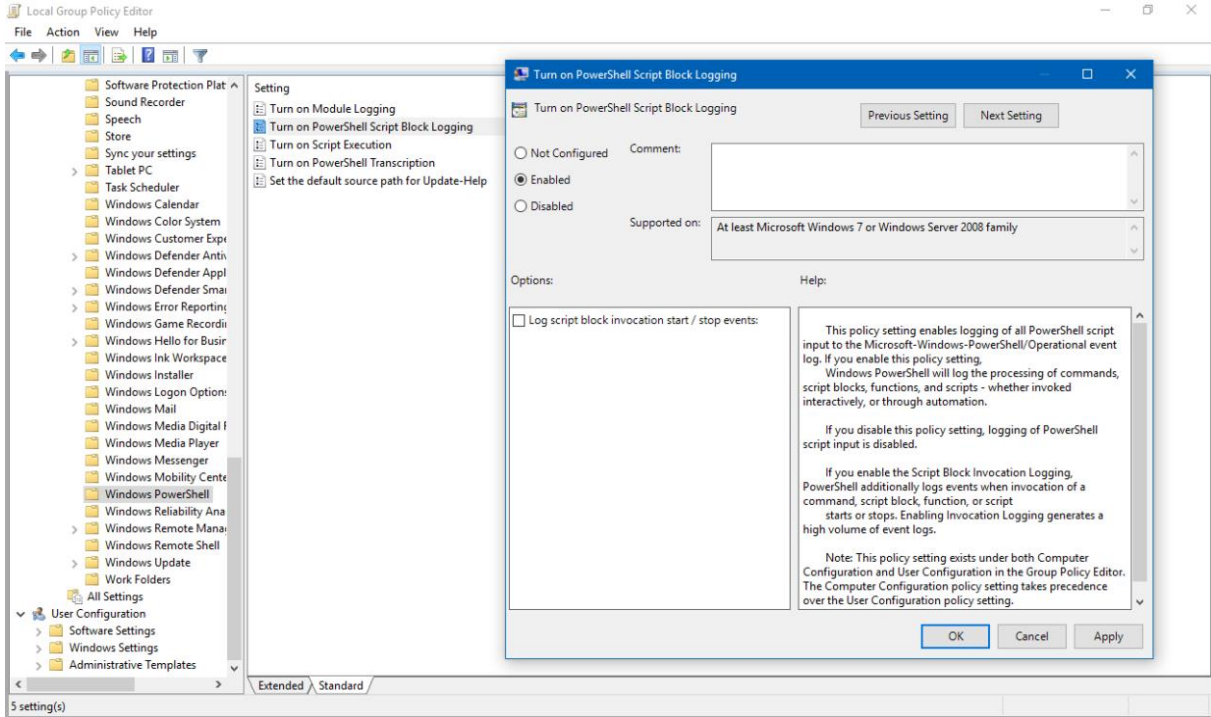 Local Group Policy Editor
File Action View Help
Software Protection Plat
Sound Recorder
Speech
Store
Sync your settings
Tablet PC
Task Scheduler
Windows Calendar
Windows Color System
Windows Customer Expe
Windows Defender Antiv
Windows Defender Appl
Windows Defender Smar
Windows Error Reporting
Windows Game Recordin
Windows Hello for Busin
Windows Ink Workspace
Windows Installer
Windows Logon Options
Windows Mail
Windows Media Digital R
Windows Media Player
Windows Messenger
Windows Mobility Cente
Windows PowerShell
Windows Reliability Ana
Windows Remote Manag
Windows Remote Shell
Windows Update
Work Folders
All Settings
User Configuration
Software Settings
Windows Settings
Administrative Templates
Setting
Turn on Module Logging
Turn on PowerShell Script Block Logging
Turn on Script Execution
Turn on PowerShell Transcription
Set the default source path for Update-Help
Extended Standard
5 setting(s)
Turn on PowerShell Script Block Logging
Turn on PowerShell Script Block Logging
Previous Setting Next Setting
Not Configured
Enabled
Disabled
Comment:
Supported on:
At least Microsoft Windows 7 or Windows Server 2008 family
Options:
Help:
Log script block invocation start / stop events:
This policy setting enables logging of all PowerShell script
input to the Microsoft-Windows-PowerShell/Operational event
log. If you enable this policy setting,
Windows PowerShell will log the processing of commands,
script blocks, functions, and scripts - whether invoked
interactively, or through automation.
If you disable this policy setting, logging of PowerShell
script input is disabled.
If you enable the Script Block Invocation Logging,
PowerShell additionally logs events when invocation of a
command, script block, function, or script
starts or stops. Enabling Invocation Logging generates a
high volume of event logs.
Note: This policy setting exists under both Computer
Configuration and User Configuration in the Group Policy Editor.
The Computer Configuration policy setting takes precedence
over the User Configuration policy setting.
OK Cancel Apply